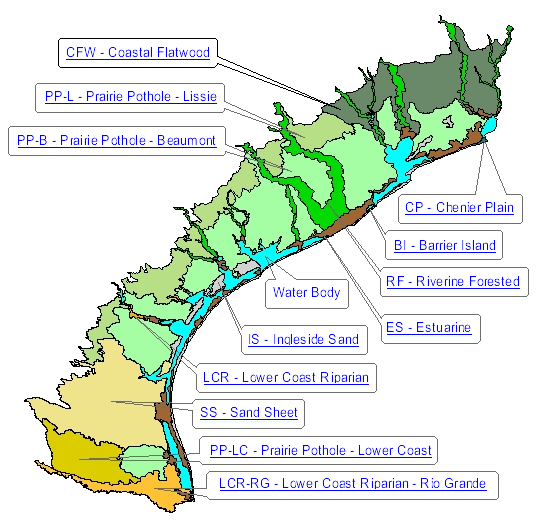 CFW - Coastal Flatwood
PP-L - Prairie Pothole - Lissie
PP-B - Prairie Pothole - Beaumont
CP - Chenier Plain
BI - Barrier Island
RF - Riverine Forested
Water Body
ES - Estuarine
IS - Ingleside Sand
LCR - Lower Coast Riparian
SS - Sand Sheet
PP-LC - Prairie Pothole - Lower Coast
LCR-RG - Lower Coast Riparian - Rio Grande